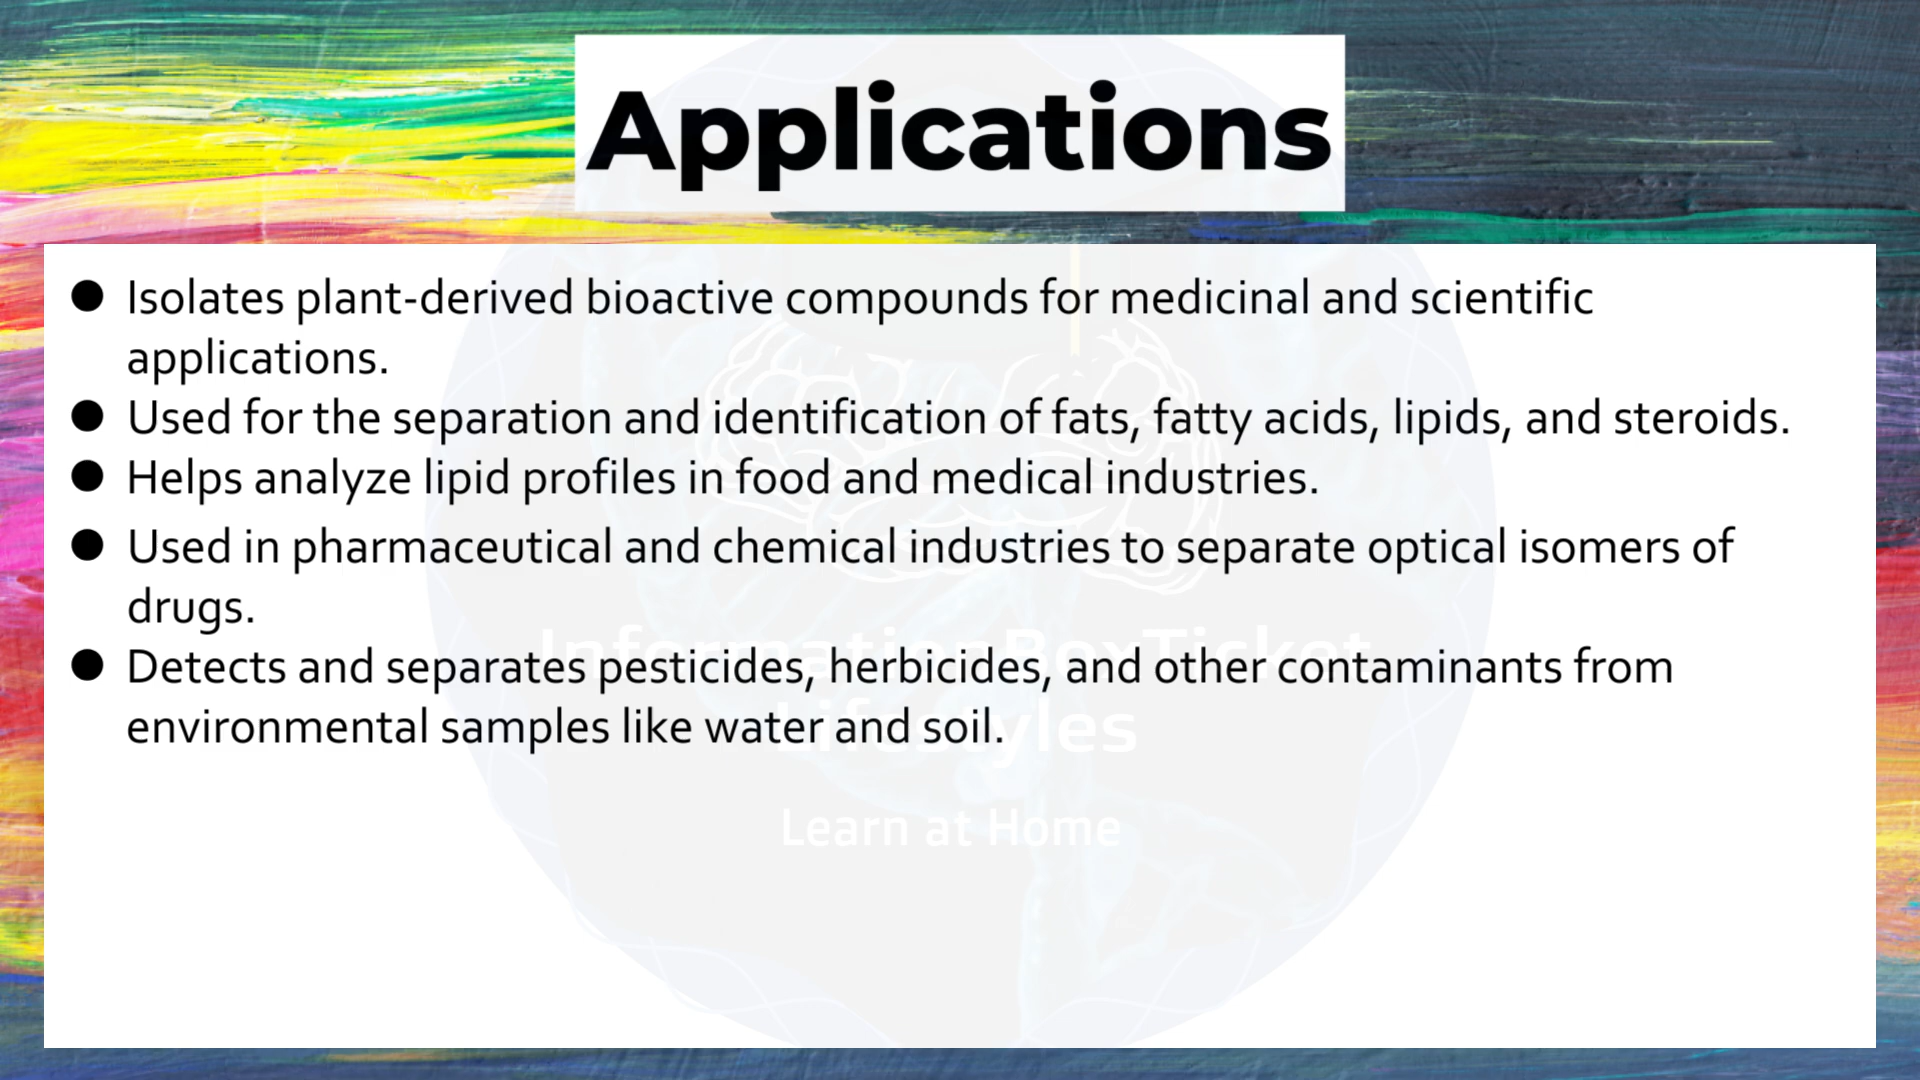 Applications
● Isolates plant-derived bioactive compounds for medicinal and scientific
applications.
● Used for the separation and identification of fats, fatty acids, lipids, and steroids.
● Helps analyze lipid profiles in food and medical industries.
● Used in pharmaceutical and chemical industries to separate optical isomers of
drugs.
InformationBoxTicket
● Detects and separates pesticides, herbicides, and other contaminants from
environmental samples like water and soil.
Lifestyles
Learn at Home